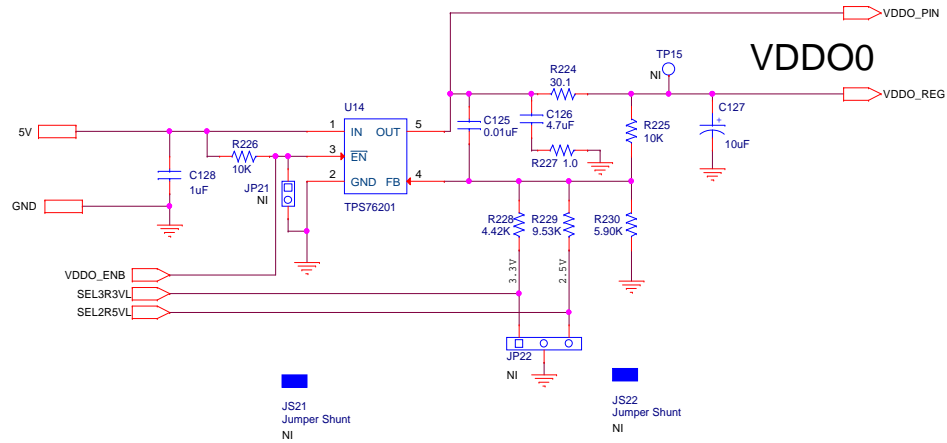 VDDO_PIN
TP15
VDDO0
R224
30.1
NI
VDDO_REG
U14
C127
5V
1 IN OUT 5
C125
0.01uF
C126
4.7uF
R225
10K
+
10uF
R226
10K
3 EN
R227 1.0
C128
1uF
JP21
NI
2 GND FB 4
GND
TPS76201
R228
4.42K
R229
9.53K
R230
5.90K
3.3V
2.5V
VDDO_ENB
SEL3R3VL
SEL2R5VL
JP22
NI
JS21
Jumper Shunt
NI
JS22
Jumper Shunt
NI